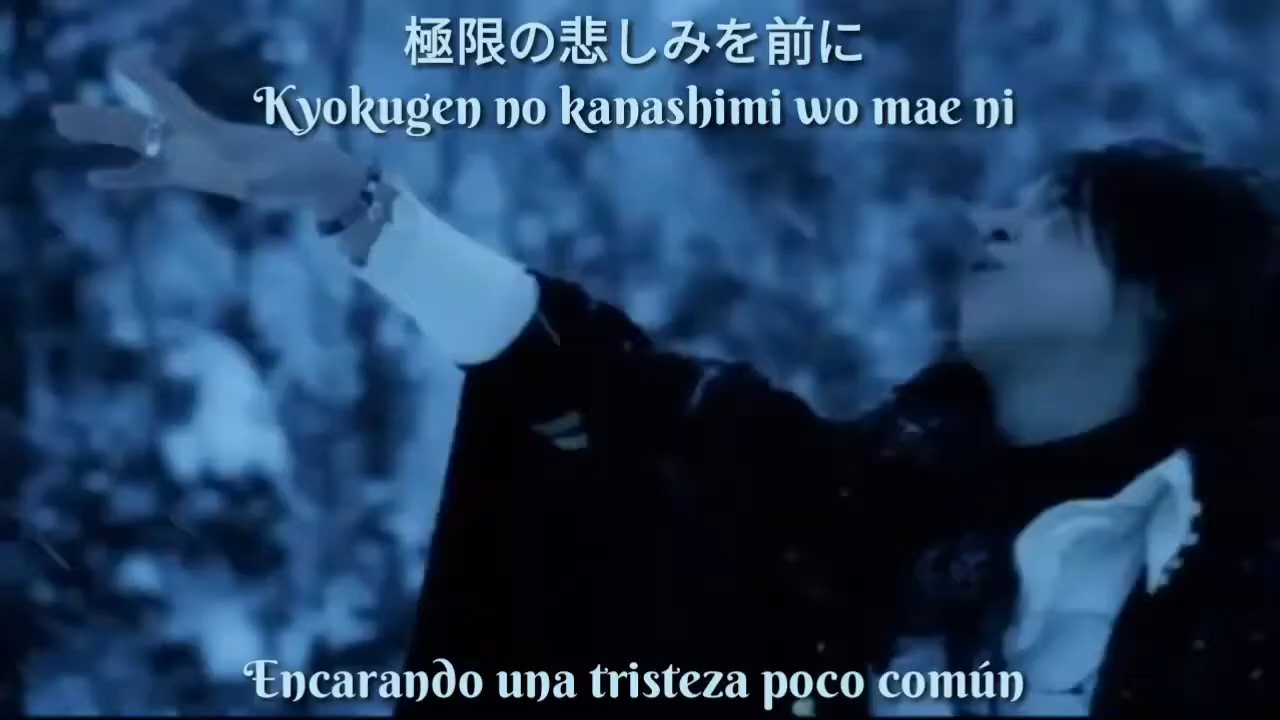 極限の悲しみを前に
Kyokugen no kanashimi wo mae ni
Encarando una tristeza poco común